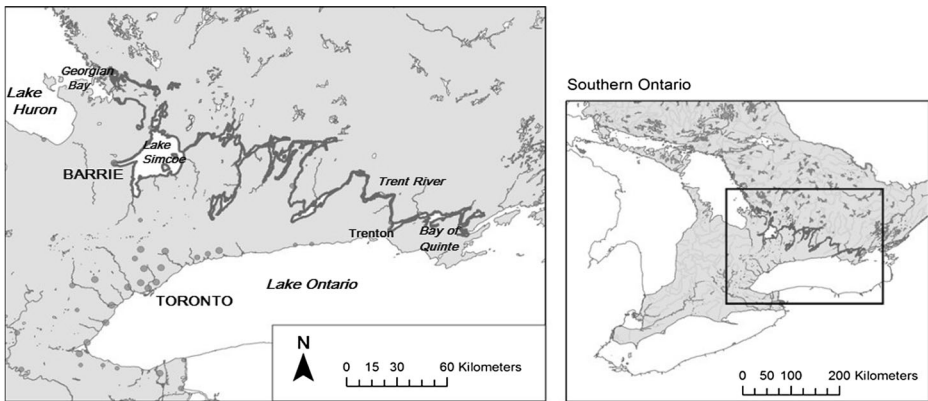 Georgian
Bay
Lake
Huron
Lake
Simcoe
BARRIE
Trent River
Trenton
Bay of
Quinte
TORONTO
Lake Ontario
N
0 15 30 60 Kilometers
Southern Ontario
0 50 100 200 Kilometers